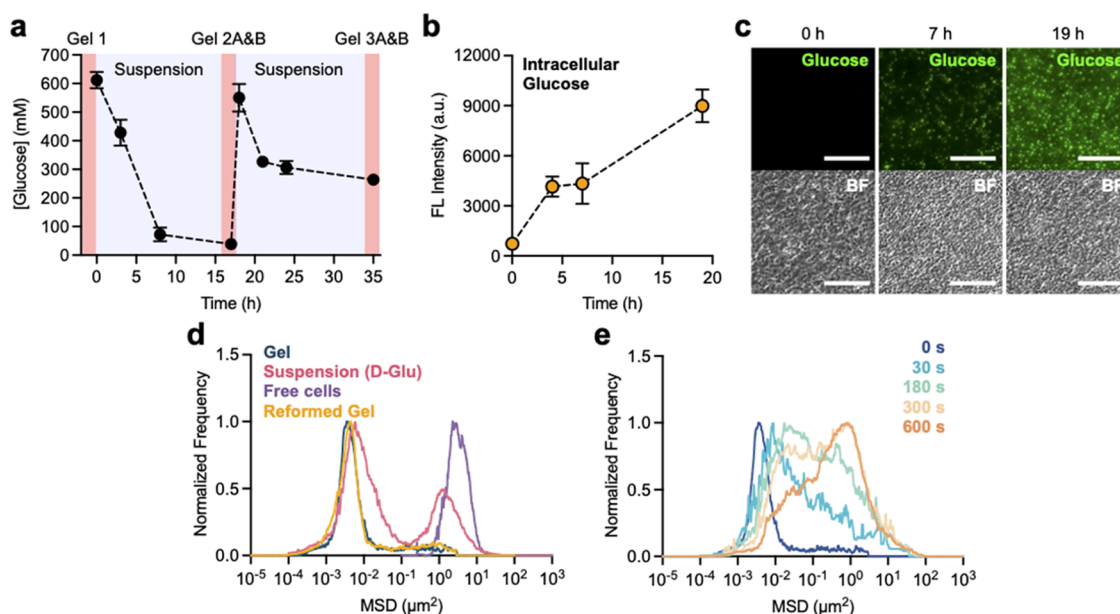 a
Gel 1
Gel 2A&B
Gel 3A&B
700
600
500
400
300
200
100
0
[Glucose] (mM)
Suspension
Suspension
0
5
10
15
20
25
30
35
Time (h)
b
Intracellular
Glucose
12000
9000
6000
3000
0
FL Intensity (a.u.)
0
5
10
15
20
Time (h)
c
0 h
7 h
19 h
Glucose
Glucose
Glucose
BF
BF
BF
d
Gel
Suspension (D-Glu)
Free cells
Reformed Gel
1.5
1.0
0.5
0.0
Normalized Frequency
10⁻⁵
10⁻⁴
10⁻³
10⁻²
10⁻¹
10⁰
10¹
10²
10³
MSD (μm²)
e
0 s
30 s
180 s
300 s
600 s
1.5
1.0
0.5
0.0
Normalized Frequency
10⁻⁵
10⁻⁴
10⁻³
10⁻²
10⁻¹
10⁰
10¹
10²
10³
MSD (μm²)